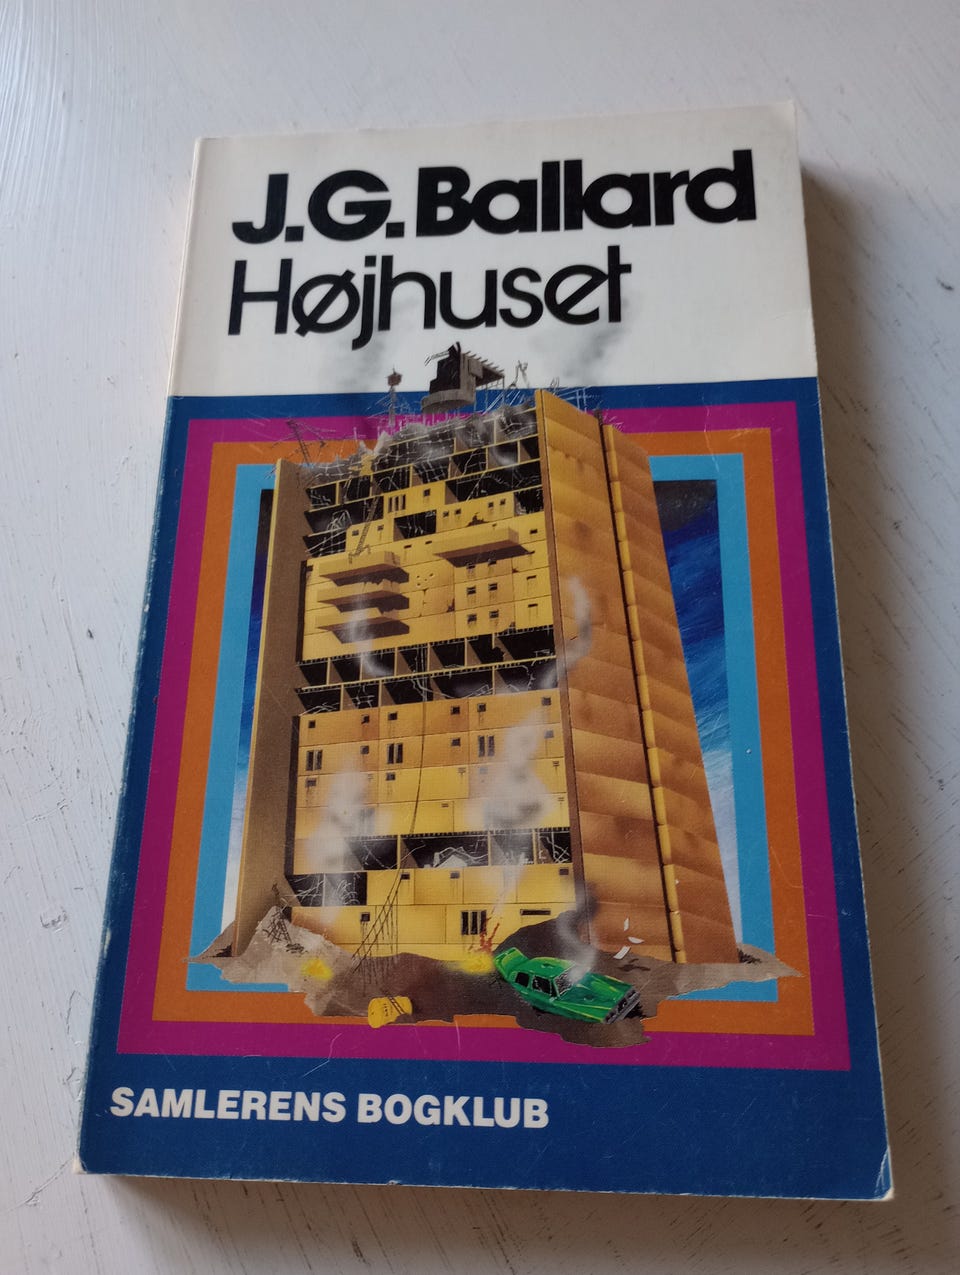 J.G. Ballard
Højhuset
SAMLERENS BOGKLUB